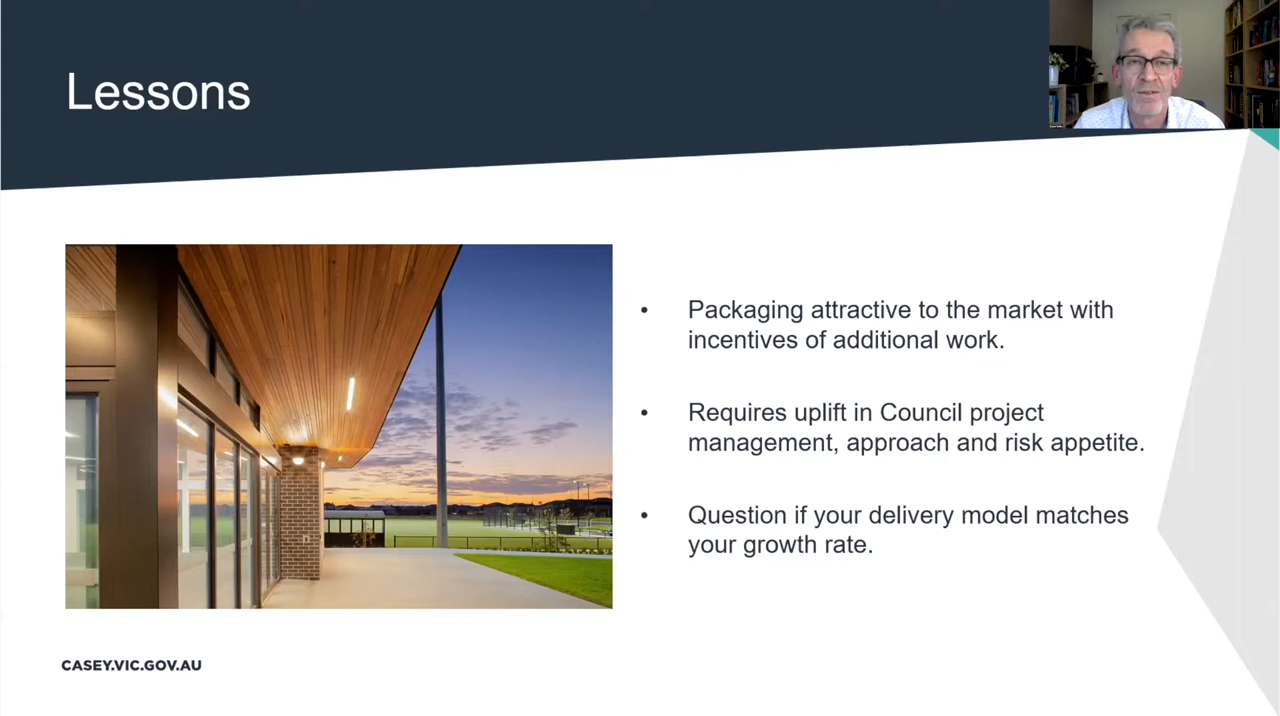 Lessons
• Packaging attractive to the market with
incentives of additional work.
• Requires uplift in Council project
management, approach and risk appetite.
• Question if your delivery model matches
your growth rate.
CASEY.VIC.GOV.AU